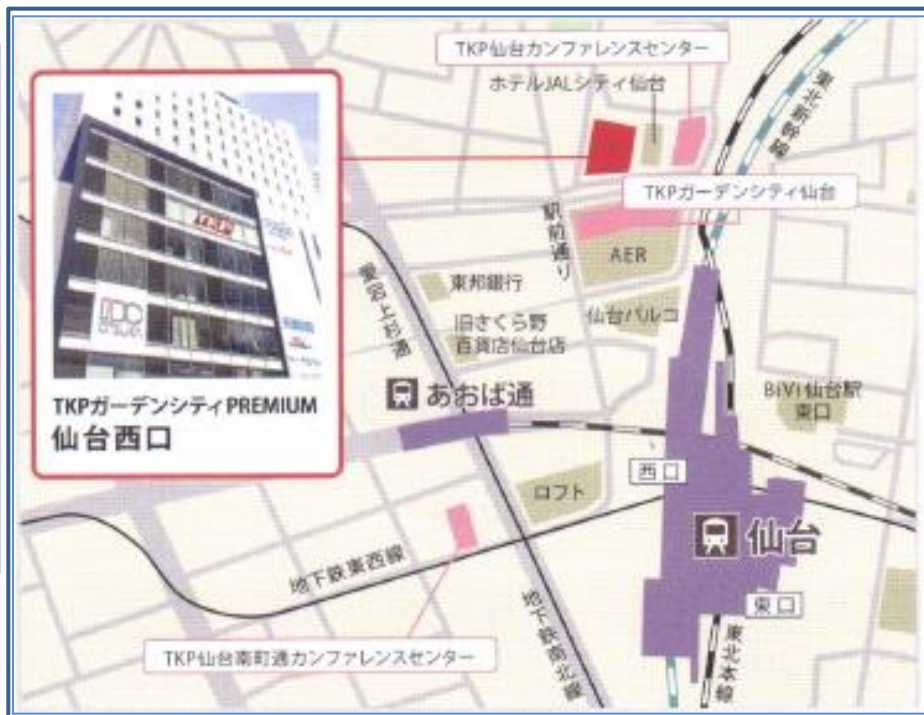 TKP仙台カンファレンスセンター
ホテルJALシティ仙台
東北新幹線
TKPガーデンシティ仙台
駅前通り
AER
愛宕上杉通
東邦銀行
仙台パルコ
旧さくら野
百貨店仙台店
TKPガーデンシティPREMIUM
仙台西口
あおば通
BiVi仙台駅
東口
西口
ロフト
仙台
地下鉄東西線
東口
地下鉄南北線
東北本線
TKP仙台南町通カンファレンスセンター